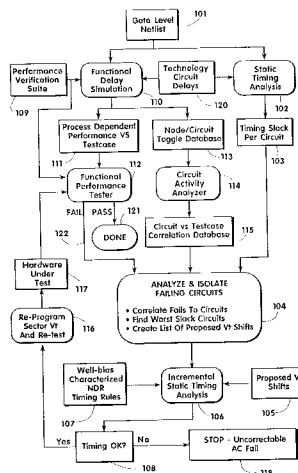 Gate Level
Netlist
101
Performance
Verification
Suite
109
Functional
Delay
Simulation
110
Technology
Circuit
Delays
120
Static
Timing
Analysis
102
Process Dependent
Performance VS
Testcase
111
Node/Circuit
Toggle Database
113
Timing Slack
Per Circuit
103
112
Functional
Performance
Tester
Circuit
Activity
Analyzer
114
FAIL
PASS
121
DONE
122
Circuit vs Testcase
Correlation Database
115
Hardware
Under
Test
117
ANALYZE & ISOLATE
FAILING CIRCUITS
• Correlate Fails To Circuits
• Find Worst Slack Circuits
• Create List Of Proposed Vt Shifts
104
116
Re-Program
Sector Vt
And Re-test
Well-bias
Characterized
NDR
Timing Rules
107
Incremental
Static Timing
Analysis
106
Proposed V
Shifts
105
Yes
Timing OK?
108
No
STOP - Uncorrectable
AC Fail